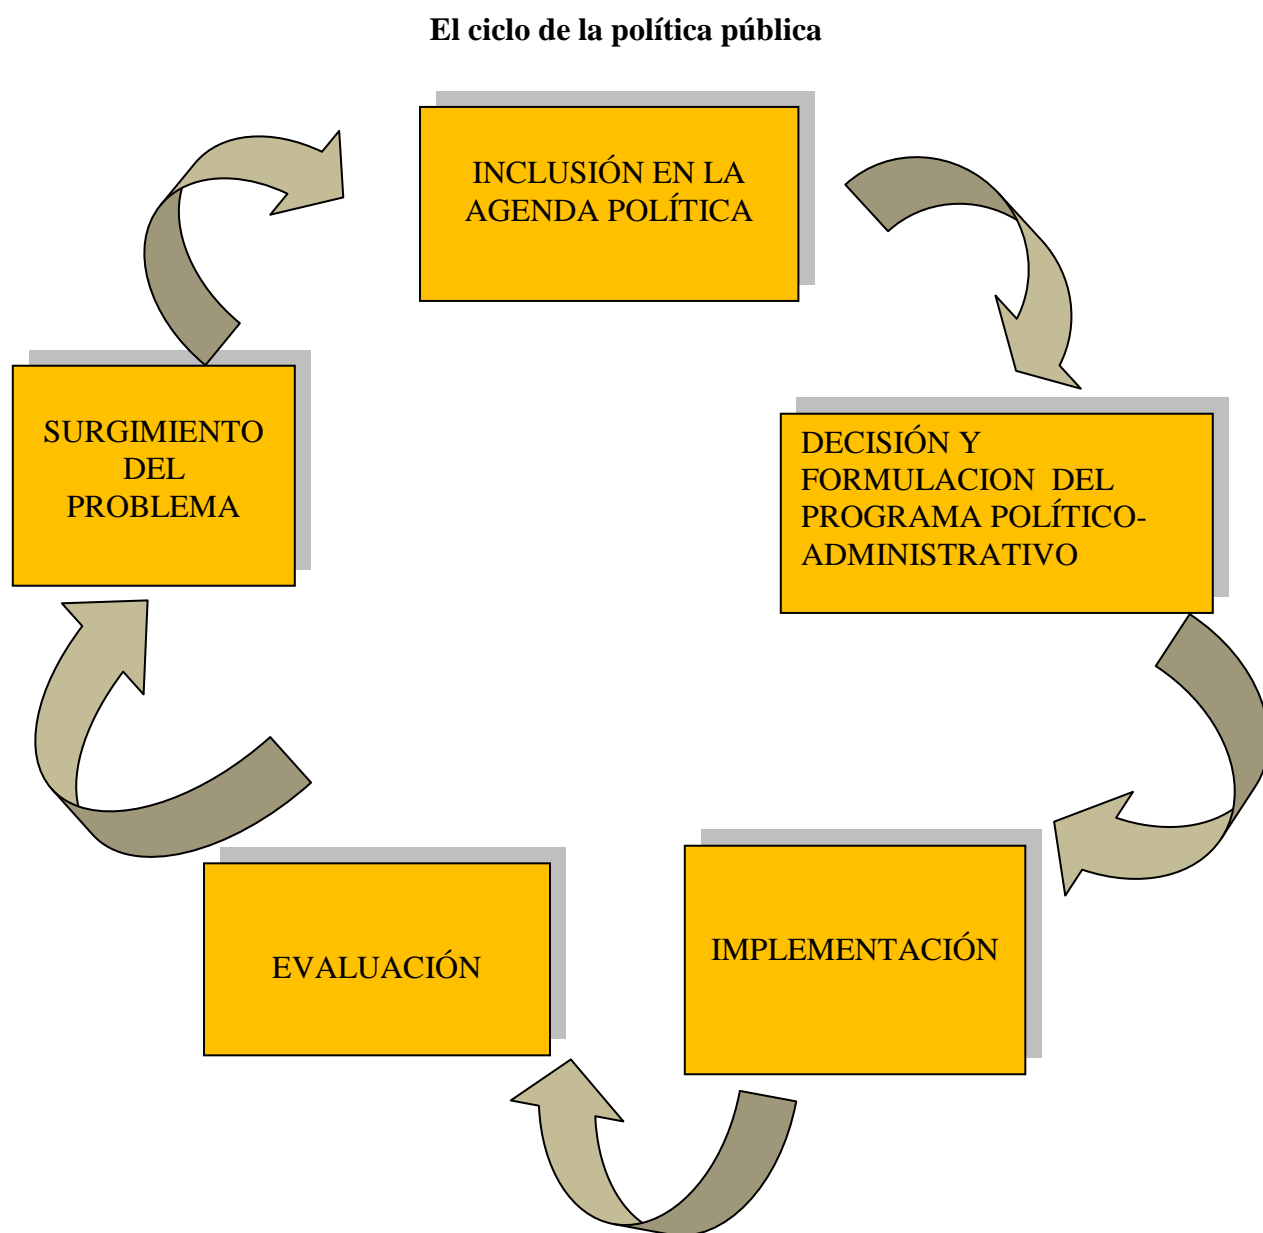 El ciclo de la política pública
INCLUSIÓN EN LA
AGENDA POLÍTICA
SURGIMIENTO
DEL
PROBLEMA
DECISIÓN Y
FORMULACION DEL
PROGRAMA POLÍTICO-
ADMINISTRATIVO
EVALUACIÓN
IMPLEMENTACIÓN